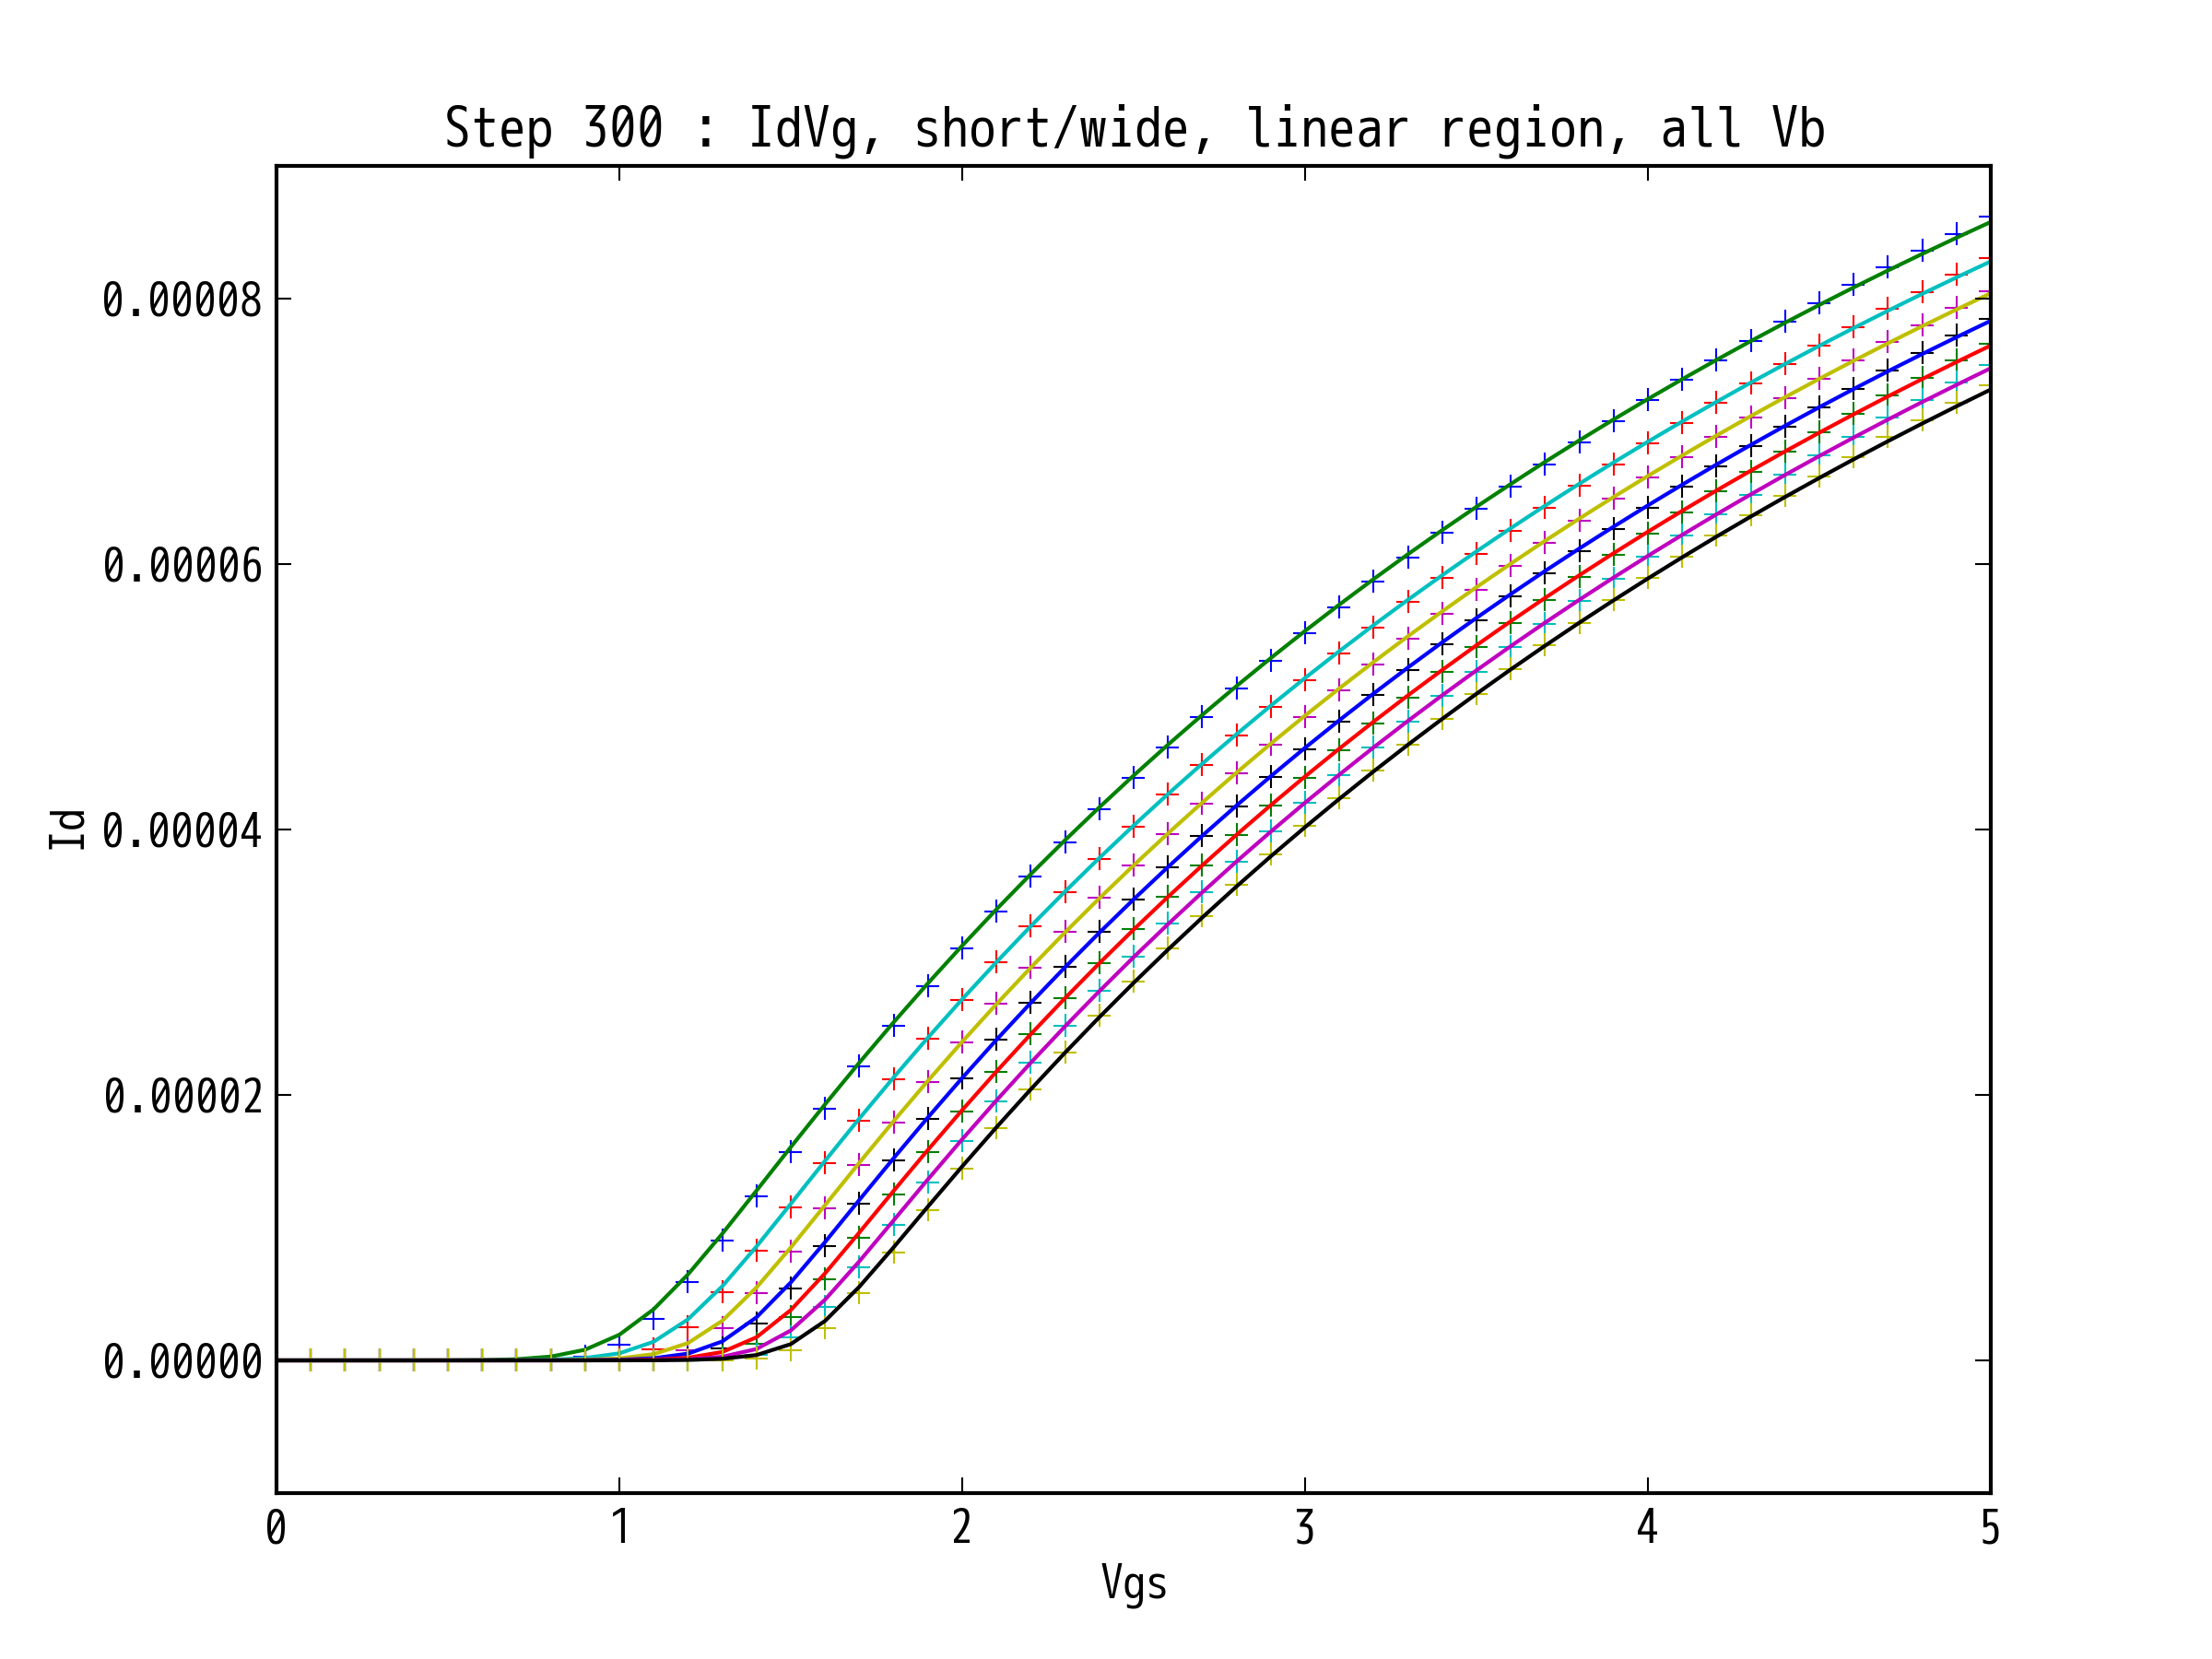 Step 300 : IdVg, short/wide, linear region, all Vb
0.00008
0.00006
Id
0.00004
0.00002
0.00000
0 1 2 3 4 5
Vgs